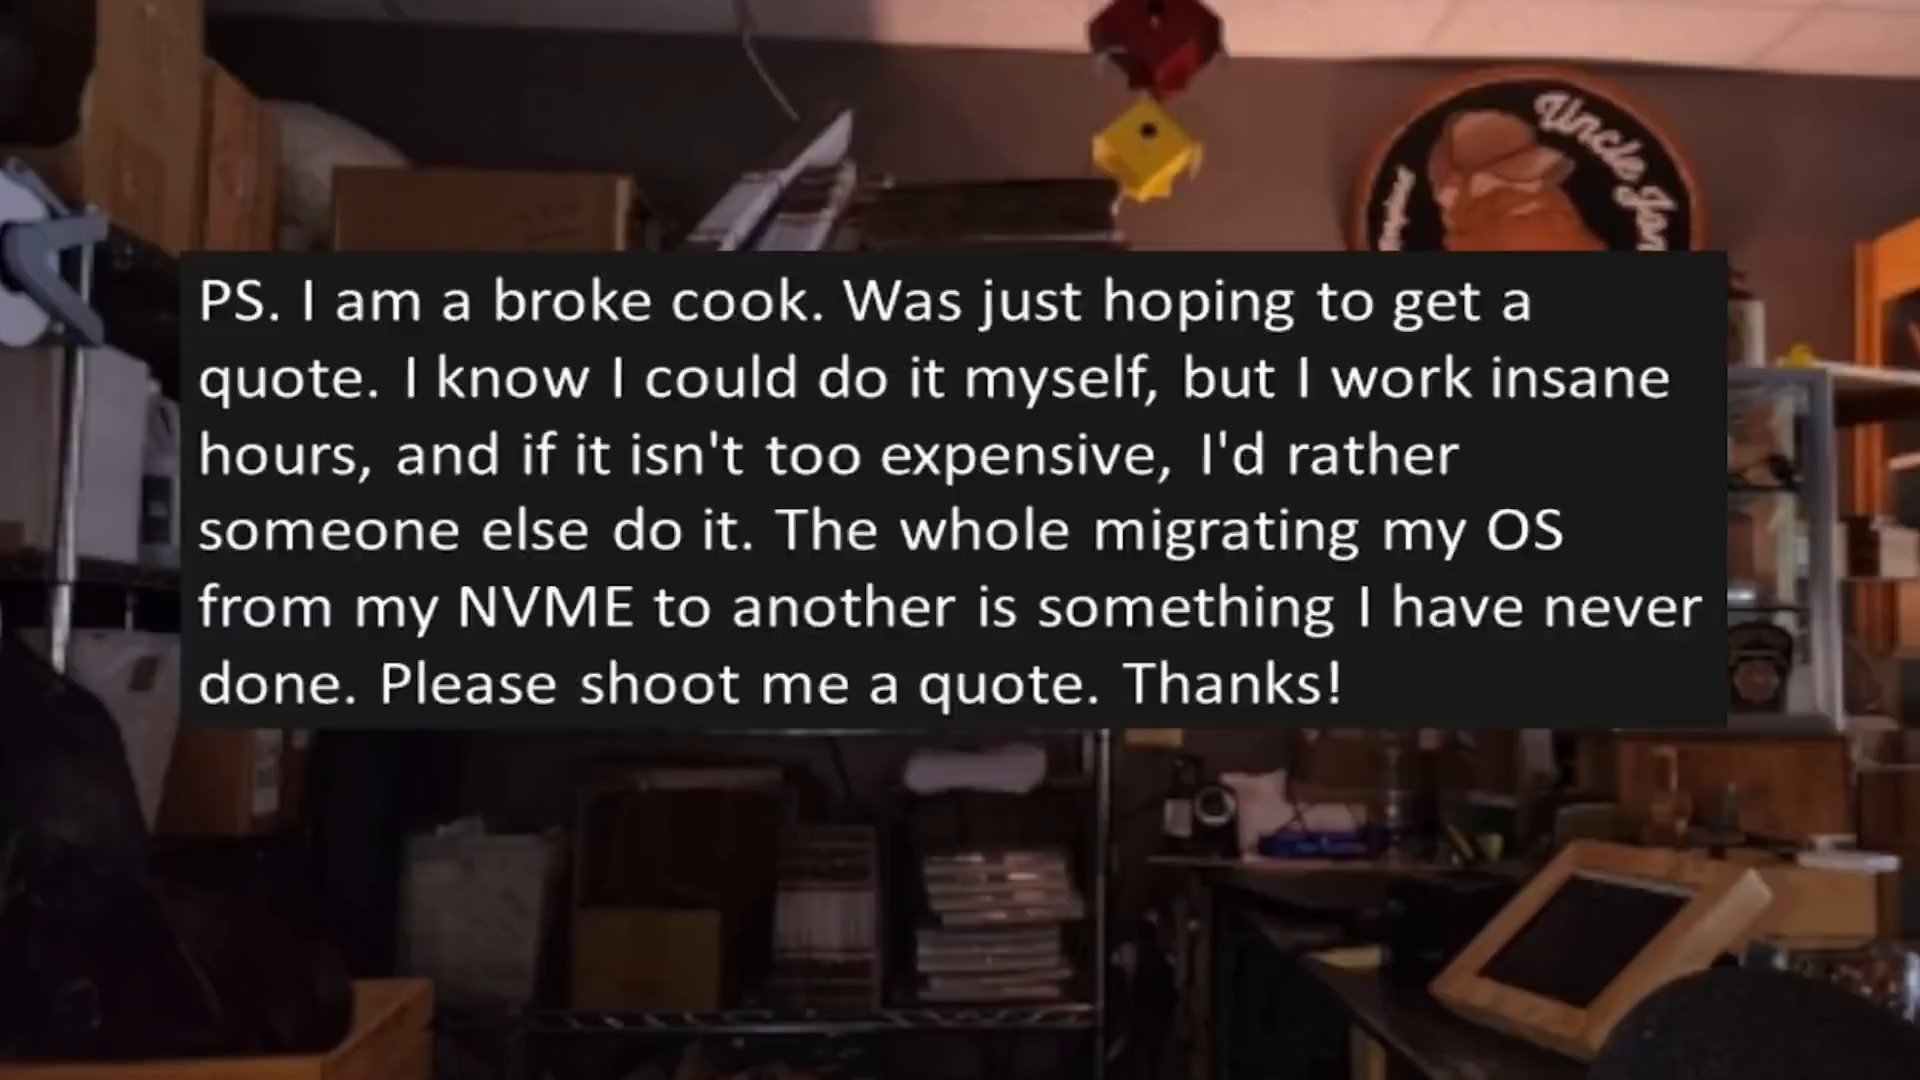 Uncle
PS. I am a broke cook. Was just hoping to get a
quote. I know I could do it myself, but I work insane
hours, and if it isn't too expensive, I'd rather
someone else do it. The whole migrating my OS
from my NVME to another is something I have never
done. Please shoot me a quote. Thanks!